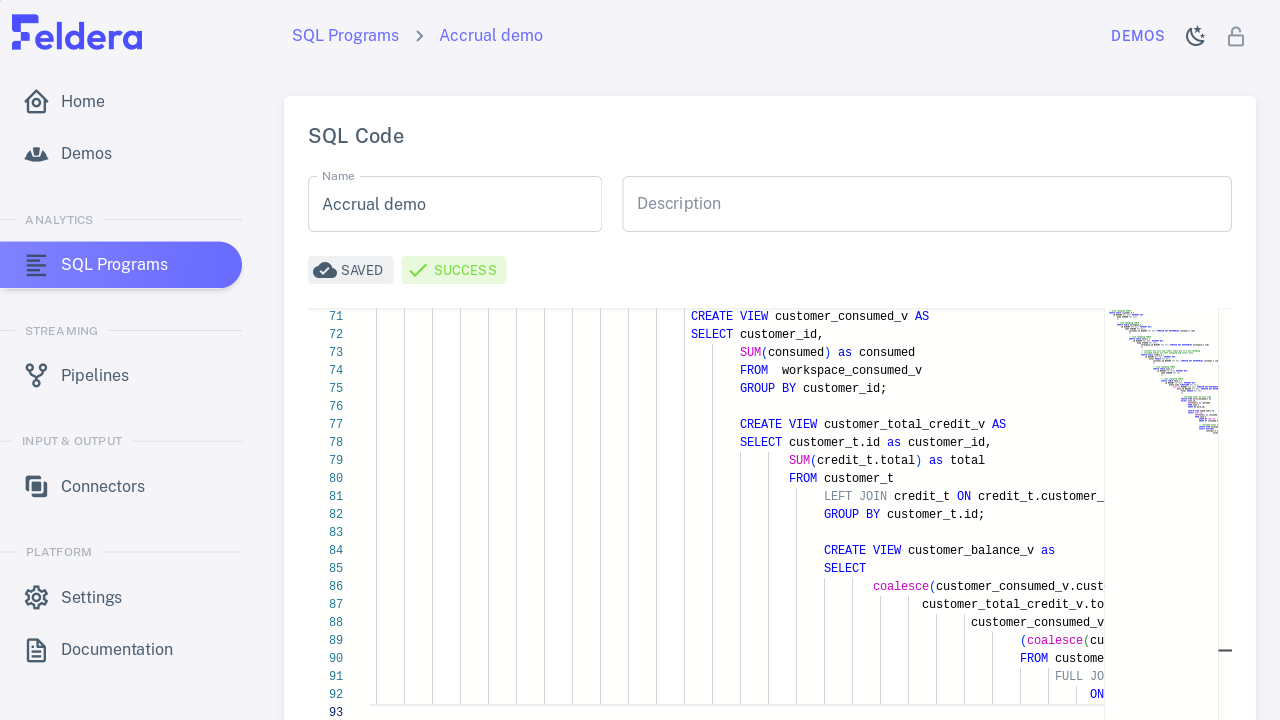 Feldera
SQL Programs > Accrual demo
DEMOS
Home
Demos
ANALYTICS
SQL Programs
STREAMING
Pipelines
INPUT & OUTPUT
Connectors
PLATFORM
Settings
Documentation
SQL Code
Name
Accrual demo
Description
SAVED
SUCCESS
71 CREATE VIEW customer_consumed_v AS
72 SELECT customer_id,
73 SUM(consumed) as consumed
74 FROM  workspace_consumed_v
75 GROUP BY customer_id;
76
77 CREATE VIEW customer_total_credit_v AS
78 SELECT customer_t.id as customer_id,
79 SUM(credit_t.total) as total
80 FROM customer_t
81 LEFT JOIN credit_t ON credit_t.customer_
82 GROUP BY customer_t.id;
83
84 CREATE VIEW customer_balance_v as
85 SELECT
86 coalesce(customer_consumed_v.cust
87 customer_total_credit_v.to
88 customer_consumed_v
89 (coalesce(cu
90 FROM custome
91 FULL JO
92 ON
93